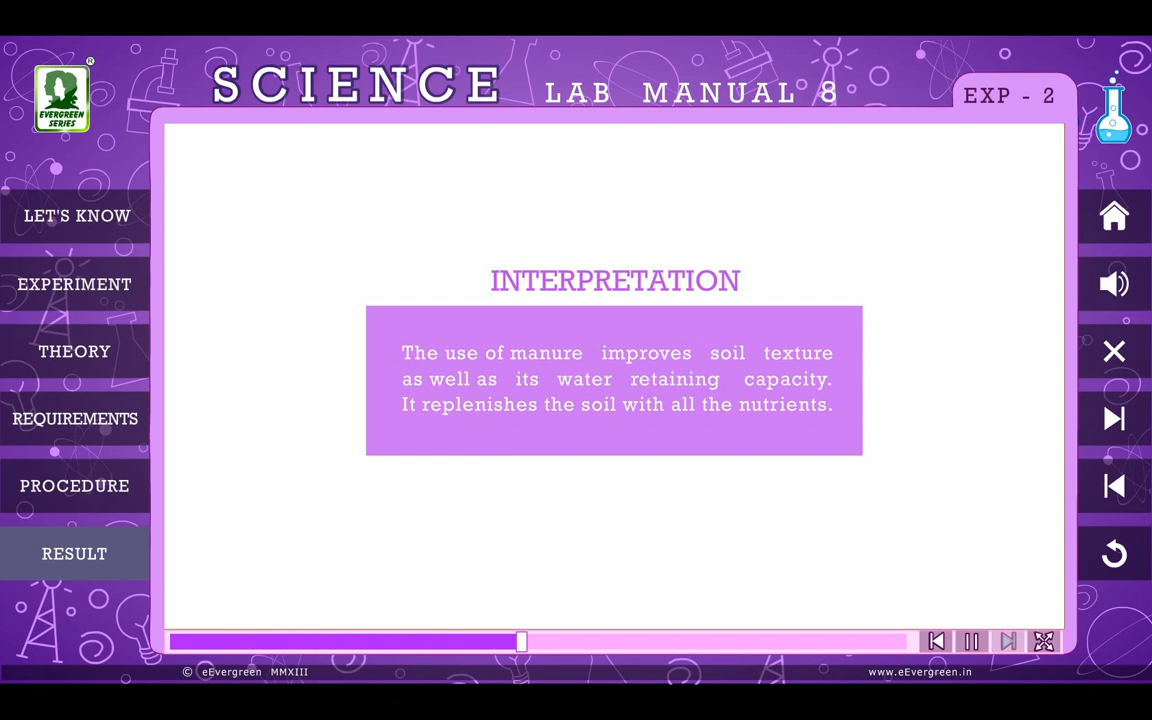 SCIENCE LAB MANUAL 8
EXP - 2
®
EVERGREEN
SERIES
LET'S KNOW
EXPERIMENT
THEORY
REQUIREMENTS
PROCEDURE
RESULT
INTERPRETATION
The use of manure improves soil texture
as well as its water retaining capacity.
It replenishes the soil with all the nutrients.
© eEvergreen MMXIII
www.eEvergreen.in